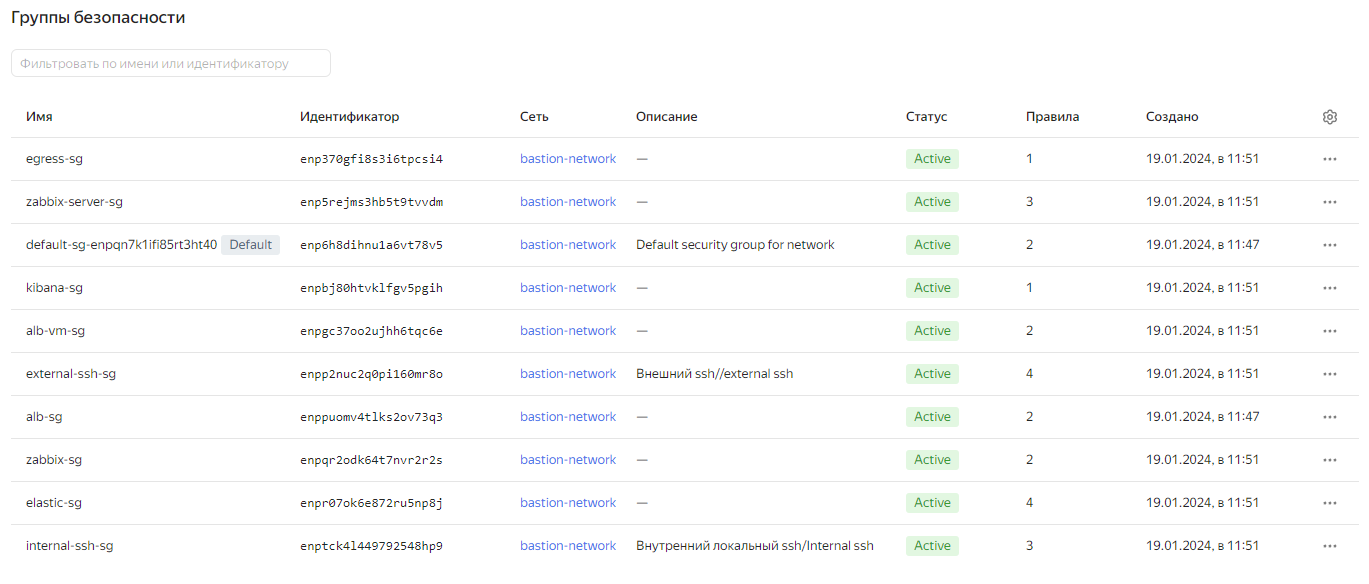 Группы безопасности
Фильтровать по имени или идентификатору
Имя Идентификатор Сеть Описание Статус Правила Создано
egress-sg enp370gfi8s3i6tpcsi4 bastion-network — Active 1 19.01.2024, в 11:51
zabbix-server-sg enp5rejms3hb5t9tvvdm bastion-network — Active 3 19.01.2024, в 11:51
default-sg-enpqn7k1ifi85rt3ht40 Default enp6h8dihnu1a6vt78v5 bastion-network Default security group for network Active 2 19.01.2024, в 11:47
kibana-sg enpbj80htvklfgv5pgih bastion-network — Active 1 19.01.2024, в 11:51
alb-vm-sg enpgc37oo2ujhh6tqc6e bastion-network — Active 2 19.01.2024, в 11:51
external-ssh-sg enpp2nuc2q0pi160mr8o bastion-network Внешний ssh//external ssh Active 4 19.01.2024, в 11:51
alb-sg enppuomv4tlks2ov73q3 bastion-network — Active 2 19.01.2024, в 11:47
zabbix-sg enpqr2odk64t7nvr2r2s bastion-network — Active 2 19.01.2024, в 11:51
elastic-sg enpr07ok6e872ru5np8j bastion-network — Active 4 19.01.2024, в 11:51
internal-ssh-sg enptck4l449792548hp9 bastion-network Внутренний локальный ssh/Internal ssh Active 3 19.01.2024, в 11:51